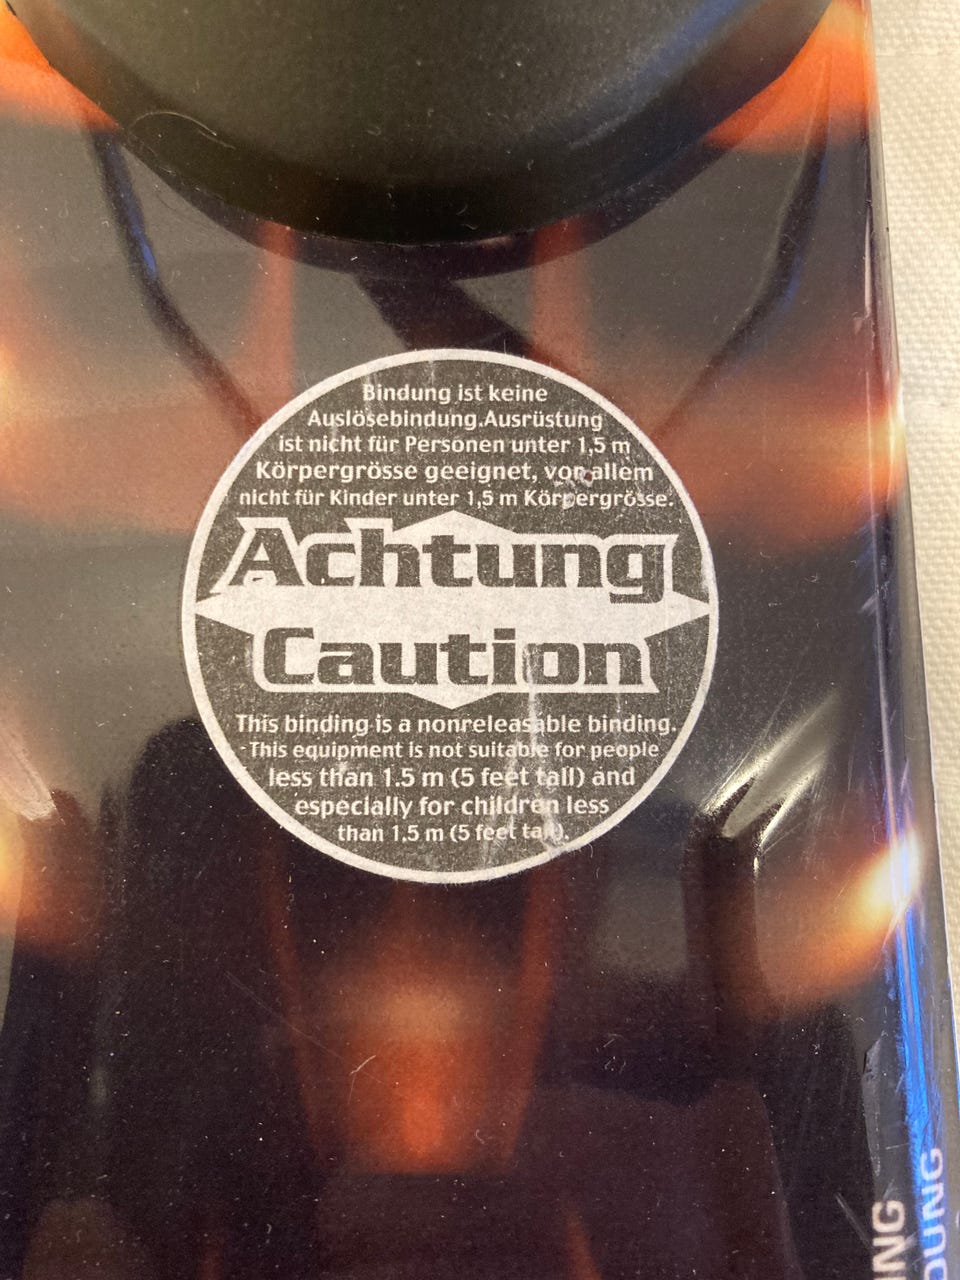 Bindung ist keine
Auslösebindung.Ausrüstung
ist nicht für Personen unter 1,5 m
Körpergrösse geeignet, vor allem
nicht für Kinder unter 1,5 m Körpergrösse.
Achtung
Caution
This binding is a nonreleasable binding.
-This equipment is not suitable for people
less than 1.5 m (5 feet tall) and
especially for children less
than 1.5 m (5 feet tall).